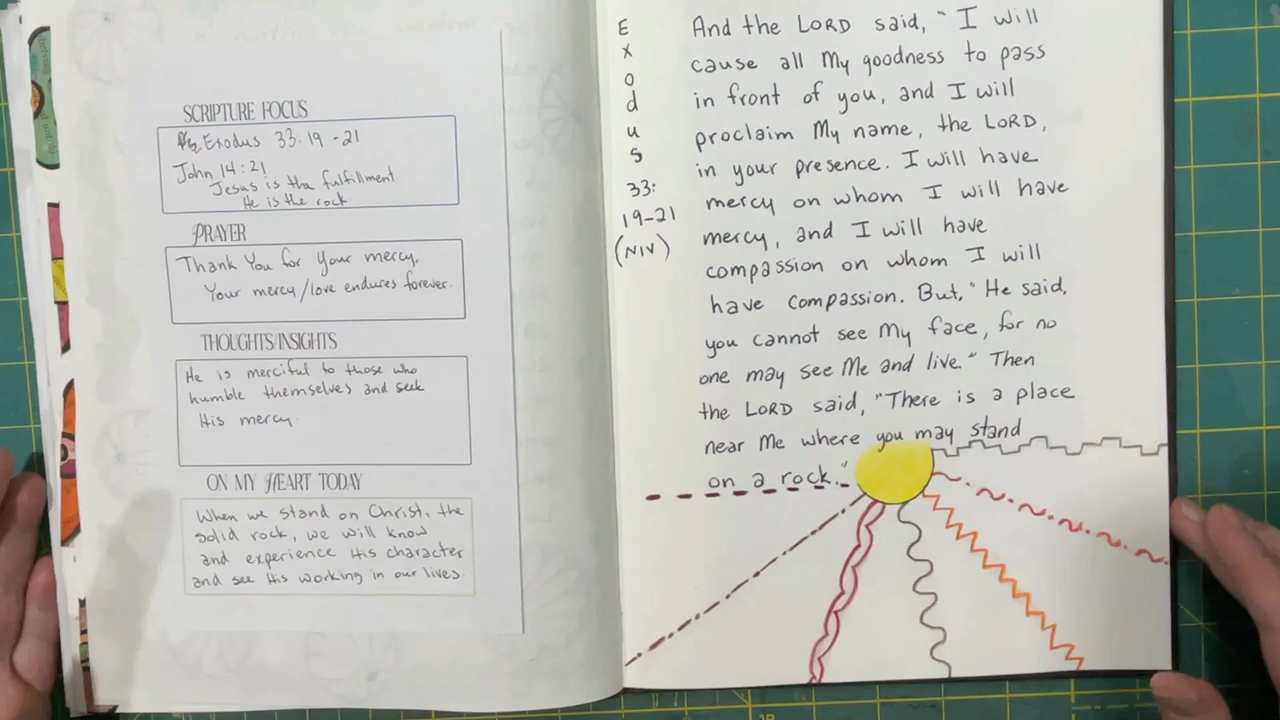 SCRIPTURE FOCUS
Exodus 33:19-21
John 14:21
Jesus is the fulfillment
He is the rock
PRAYER
Thank You for Your mercy,
Your mercy/love endures forever.
THOUGHTS/INSIGHTS
He is merciful to those who
humble themselves and seek
His mercy.
ON MY HEART TODAY
When we stand on Christ, the
solid rock, we will know
and experience His character
and see His working in our lives.
Exodus
33:
19-21
(NIV)
And the LORD said, "I will
cause all My goodness to pass
in front of you, and I will
proclaim My name, the LORD,
in your presence. I will have
mercy on whom I will have
mercy, and I will have
compassion on whom I will
have compassion. But," He said,
you cannot see My face, for no
one may see Me and live." Then
the LORD said, "There is a place
near Me where you may stand
on a rock."